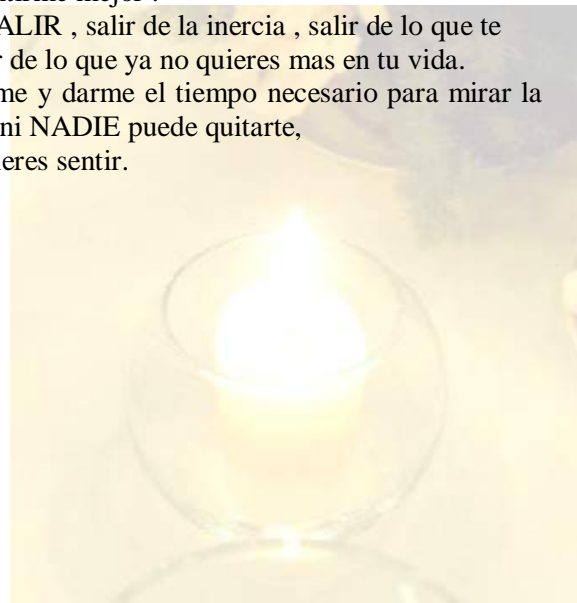 ALIR , salir de la inercia , salir de lo que te
r de lo que ya no quieres mas en tu vida.
me y darme el tiempo necesario para mirar la
ni NADIE puede quitarte,
ieres sentir.